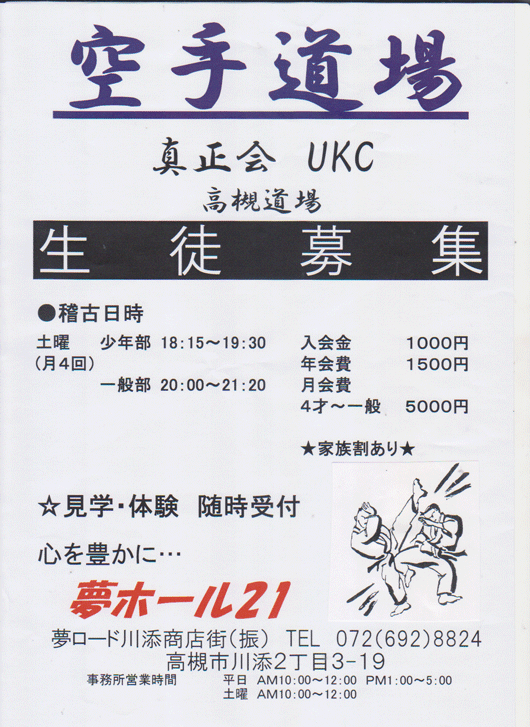 空手道場
真正会 UKC
高槻道場
生徒募集
●稽古日時
土曜 少年部 18:15～19:30
(月４回)
一般部 20:00～21:20
入会金 1000円
年会費 1500円
月会費
4才～一般 5000円
★家族割あり★
☆見学・体験 随時受付
心を豊かに…
夢ホール21
夢ロード川添商店街(振) TEL 072(692)8824
高槻市川添2丁目3-19
事務所営業時間 平日 AM10:00～12:00 PM1:00～5:00
土曜 AM10:00～12:00